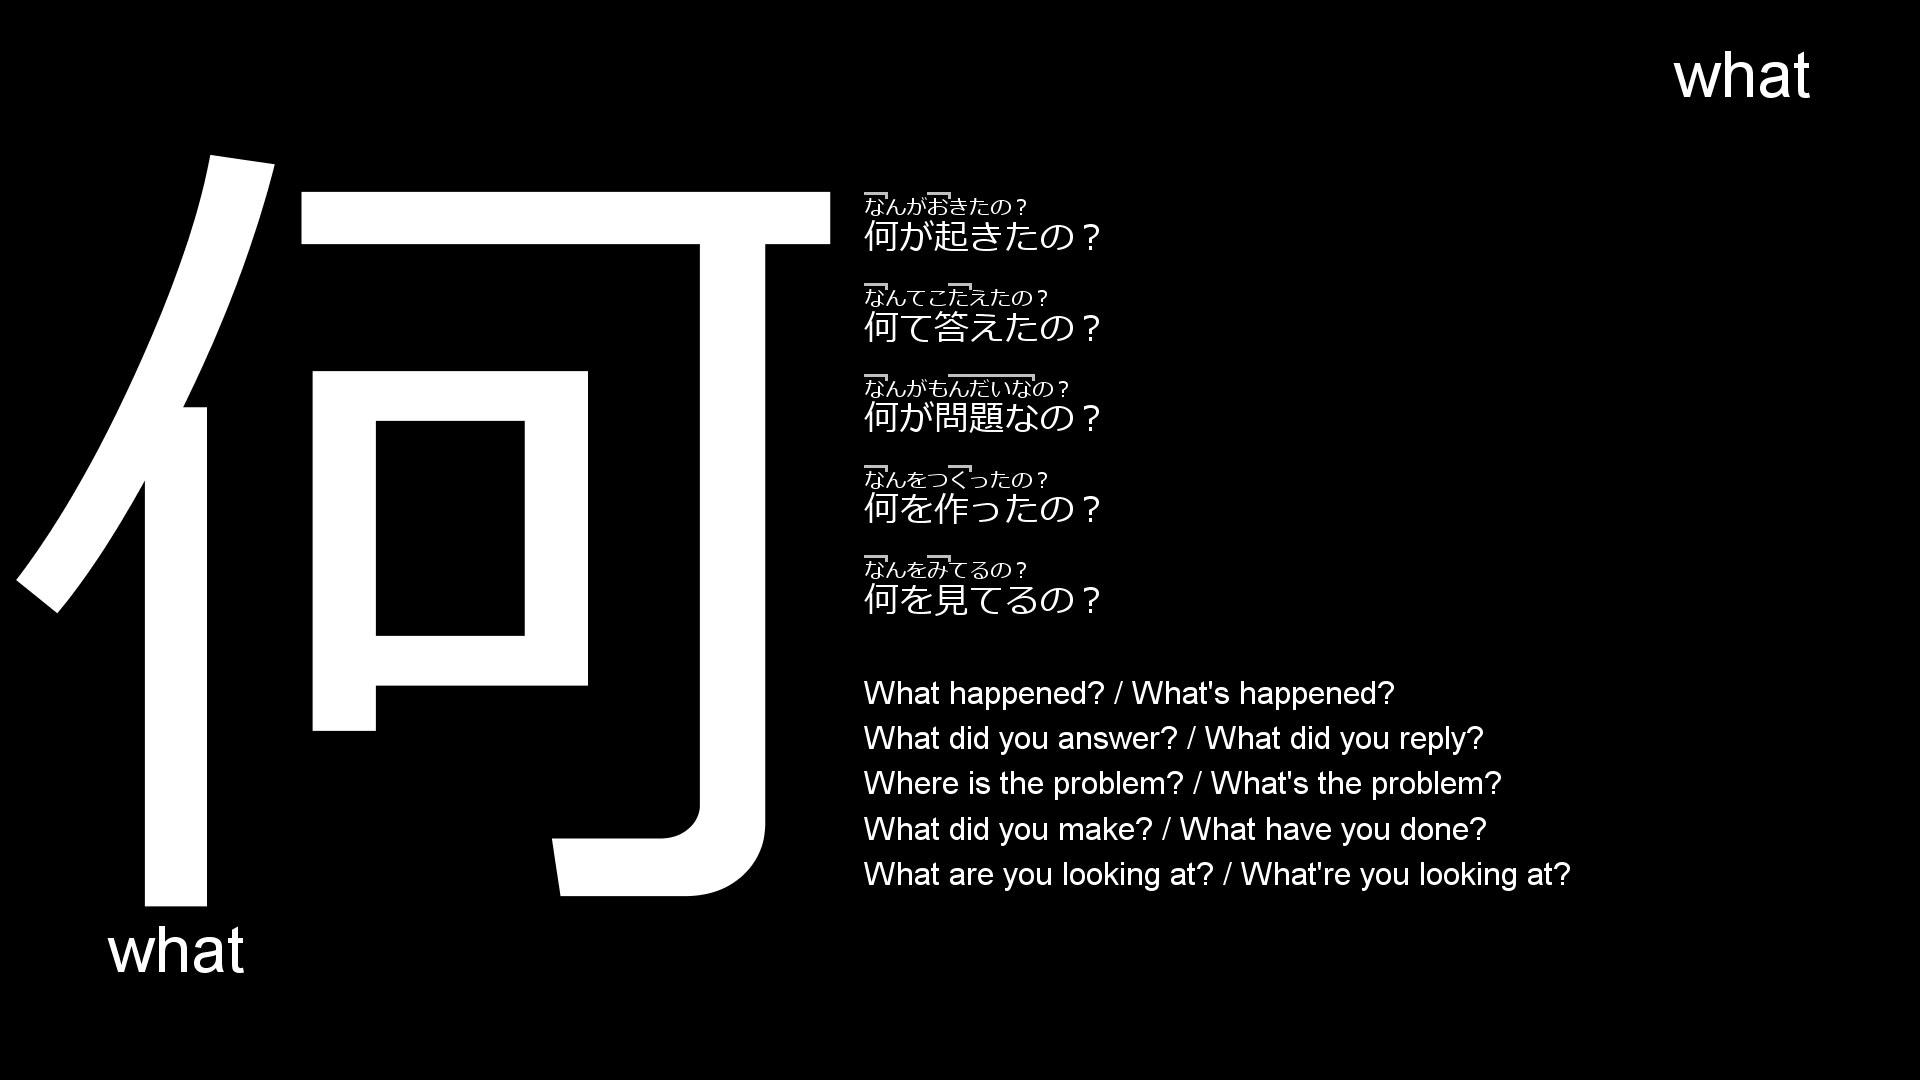 what
何
なんがおきたの？
何が起きたの？
なんてこたえたの？
何て答えたの？
なんがもんだいなの？
何が問題なの？
なんをつくったの？
何を作ったの？
なんをみてるの？
何を見てるの？
What happened? / What's happened?
What did you answer? / What did you reply?
Where is the problem? / What's the problem?
What did you make? / What have you done?
What are you looking at? / What're you looking at?
what